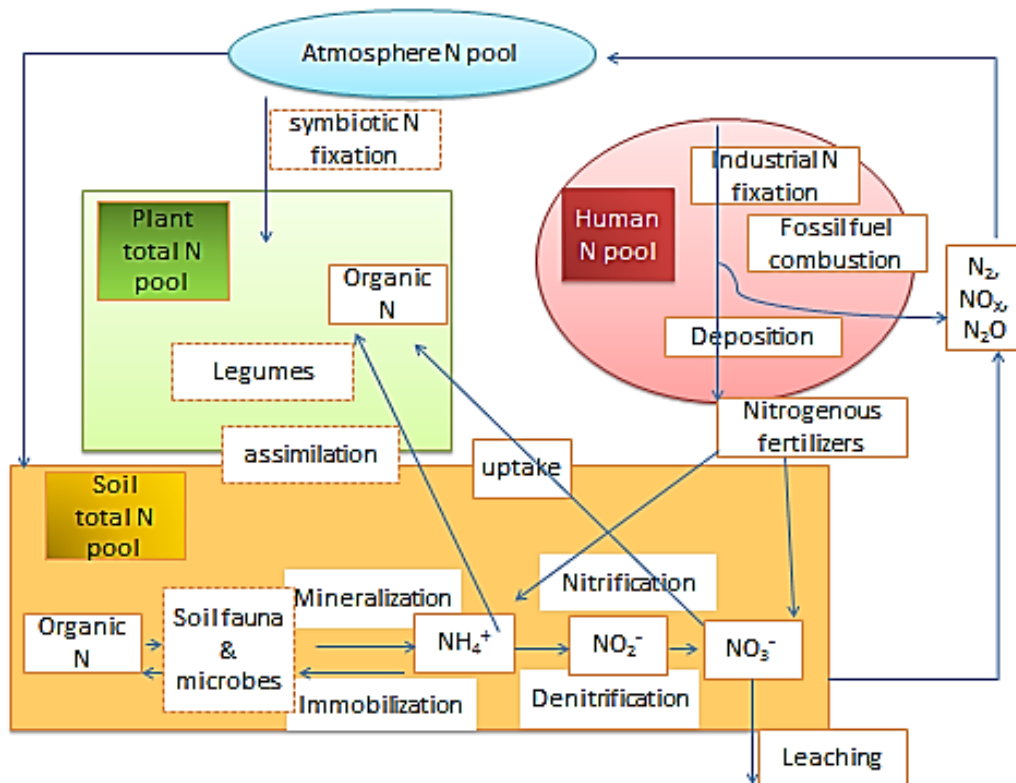 Atmosphere N pool
symbiotic N
fixation
Industrial N
fixation
Plant
total N
pool
Human
N pool
Fossil fuel
combustion
Organic
N
N₂,
NOₓ,
N₂O
Deposition
Legumes
Nitrogenous
fertilizers
assimilation
uptake
Soil
total N
pool
Mineralization
Nitrification
Organic
N
Soil fauna
&
microbes
NH₄⁺
NO₂⁻
NO₃⁻
Immobilization
Denitrification
Leaching